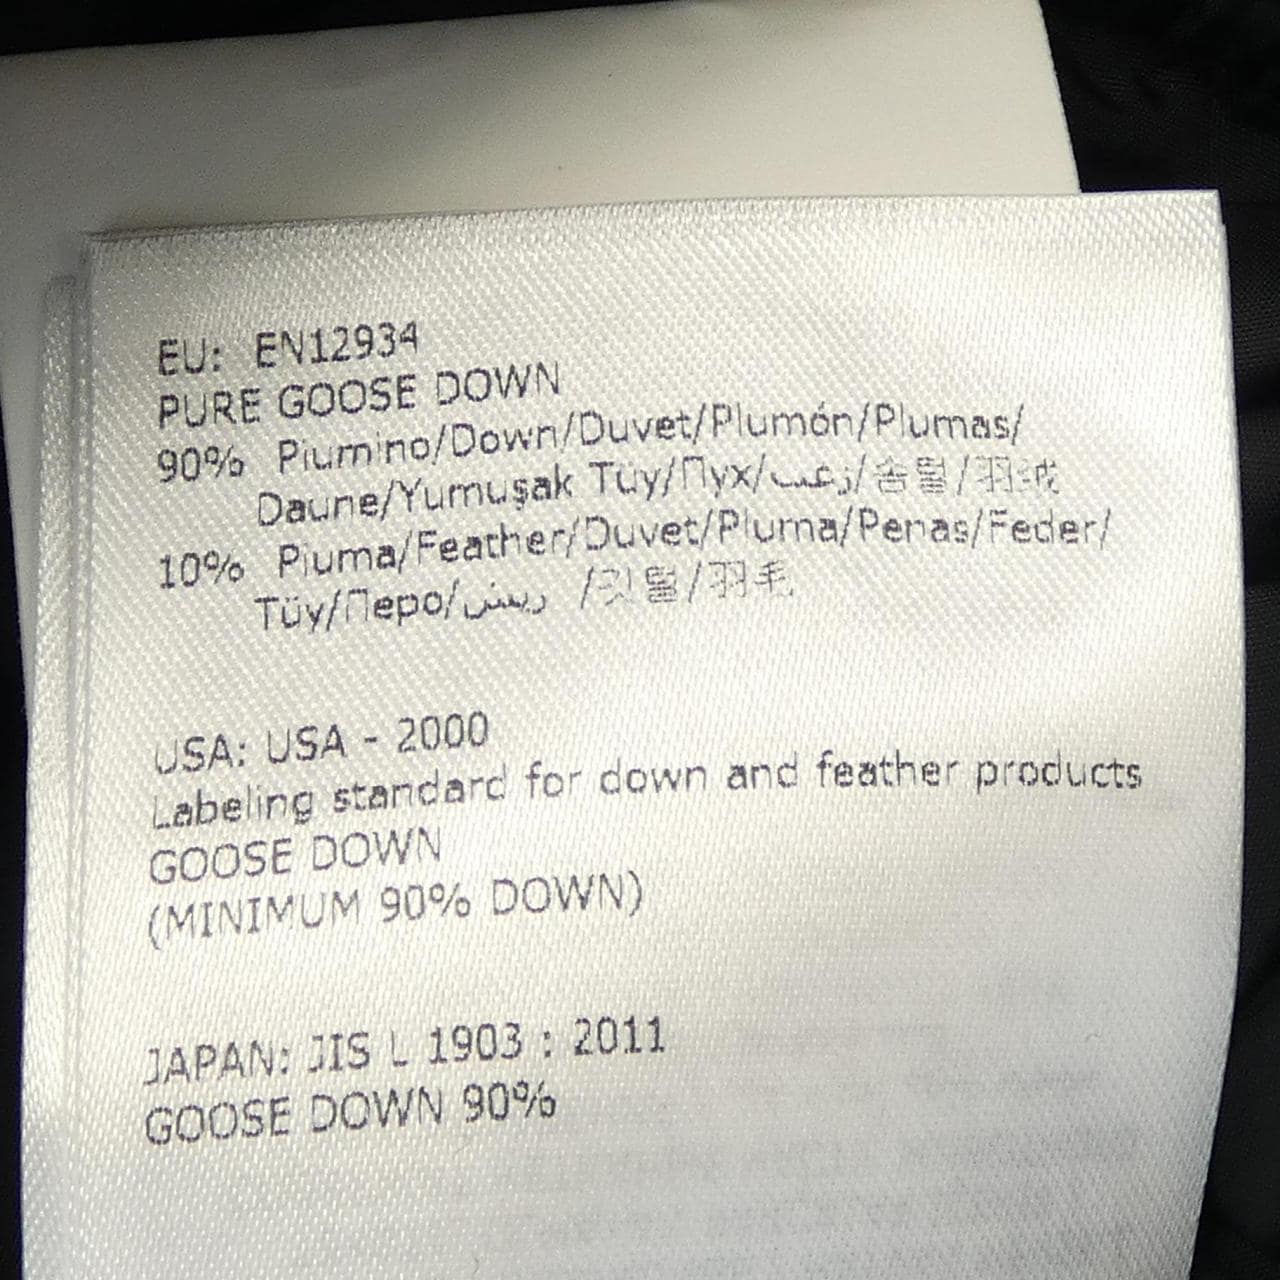 EU: EN12934
PURE GOOSE DOWN
90% Piumino/Down/Duvet/Plumón/Plumas/
Daune/Yumuşak Tüy/Пух/زغب/솜털/羽绒
10% Piuma/Feather/Duvet/Pluma/Penas/Feder/
Tüy/Перо/ريش /깃털/羽毛
USA: USA - 2000
Labeling standard for down and feather products
GOOSE DOWN
(MINIMUM 90% DOWN)
JAPAN: JIS L 1903 : 2011
GOOSE DOWN 90%